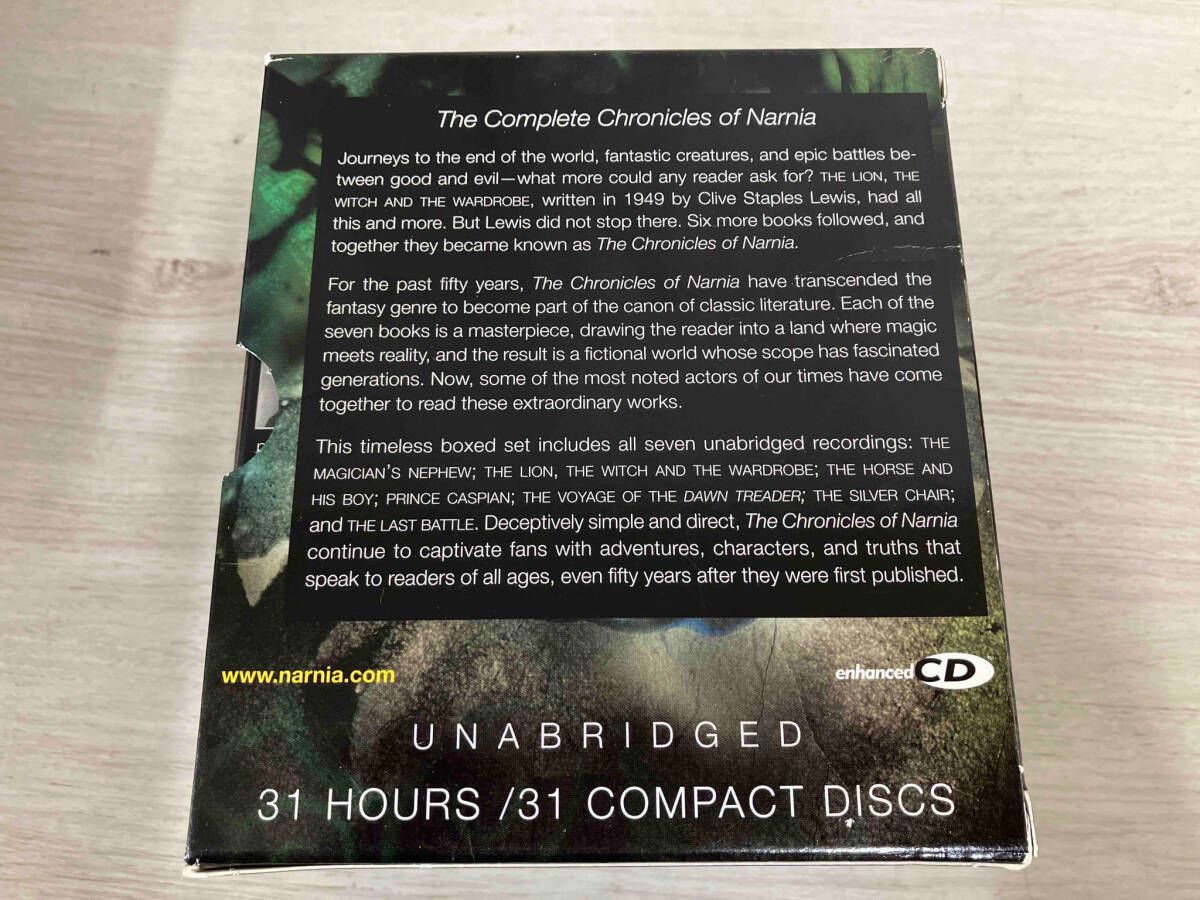 The Complete Chronicles of Narnia
Journeys to the end of the world, fantastic creatures, and epic battles be-
tween good and evil—what more could any reader ask for? THE LION, THE
WITCH AND THE WARDROBE, written in 1949 by Clive Staples Lewis, had all
this and more. But Lewis did not stop there. Six more books followed, and
together they became known as The Chronicles of Narnia.
For the past fifty years, The Chronicles of Narnia have transcended the
fantasy genre to become part of the canon of classic literature. Each of the
seven books is a masterpiece, drawing the reader into a land where magic
meets reality, and the result is a fictional world whose scope has fascinated
generations. Now, some of the most noted actors of our times have come
together to read these extraordinary works.
This timeless boxed set includes all seven unabridged recordings: THE
MAGICIAN'S NEPHEW; THE LION, THE WITCH AND THE WARDROBE; THE HORSE AND
HIS BOY; PRINCE CASPIAN; THE VOYAGE OF THE DAWN TREADER; THE SILVER CHAIR;
and THE LAST BATTLE. Deceptively simple and direct, The Chronicles of Narnia
continue to captivate fans with adventures, characters, and truths that
speak to readers of all ages, even fifty years after they were first published.
www.narnia.com
enhanced CD
UNABRIDGED
31 HOURS /31 COMPACT DISCS